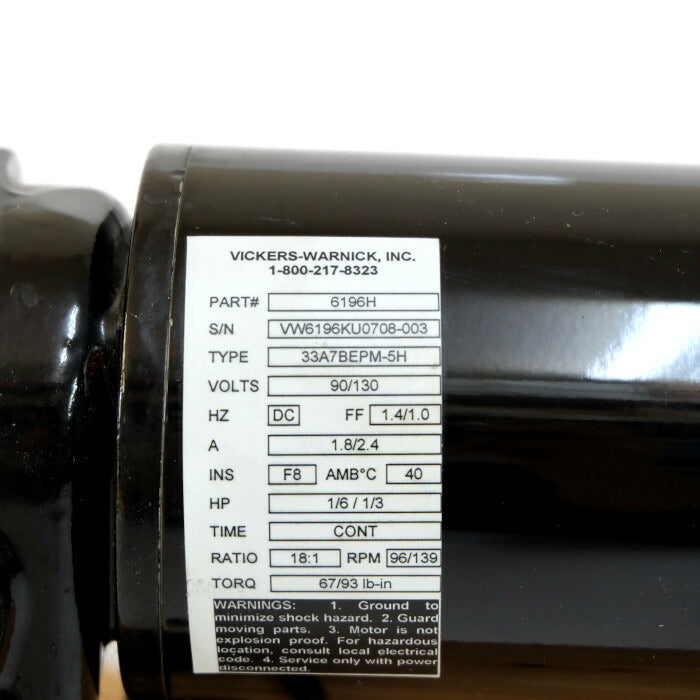 VICKERS-WARNICK, INC.
1-800-217-8323
PART# 6196H
S/N VW6196KU0708-003
TYPE 33A7BEPM-5H
VOLTS 90/130
HZ DC FF 1.4/1.0
A 1.8/2.4
INS F8 AMB°C 40
HP 1/6 / 1/3
TIME CONT
RATIO 18:1 RPM 96/139
TORQ 67/93 lb-in
WARNINGS: 1. Ground to
minimize shock hazard. 2. Guard
moving parts. 3. Motor is not
explosion proof. For hazardous
location, consult local electrical
code. 4. Service only with power
disconnected.